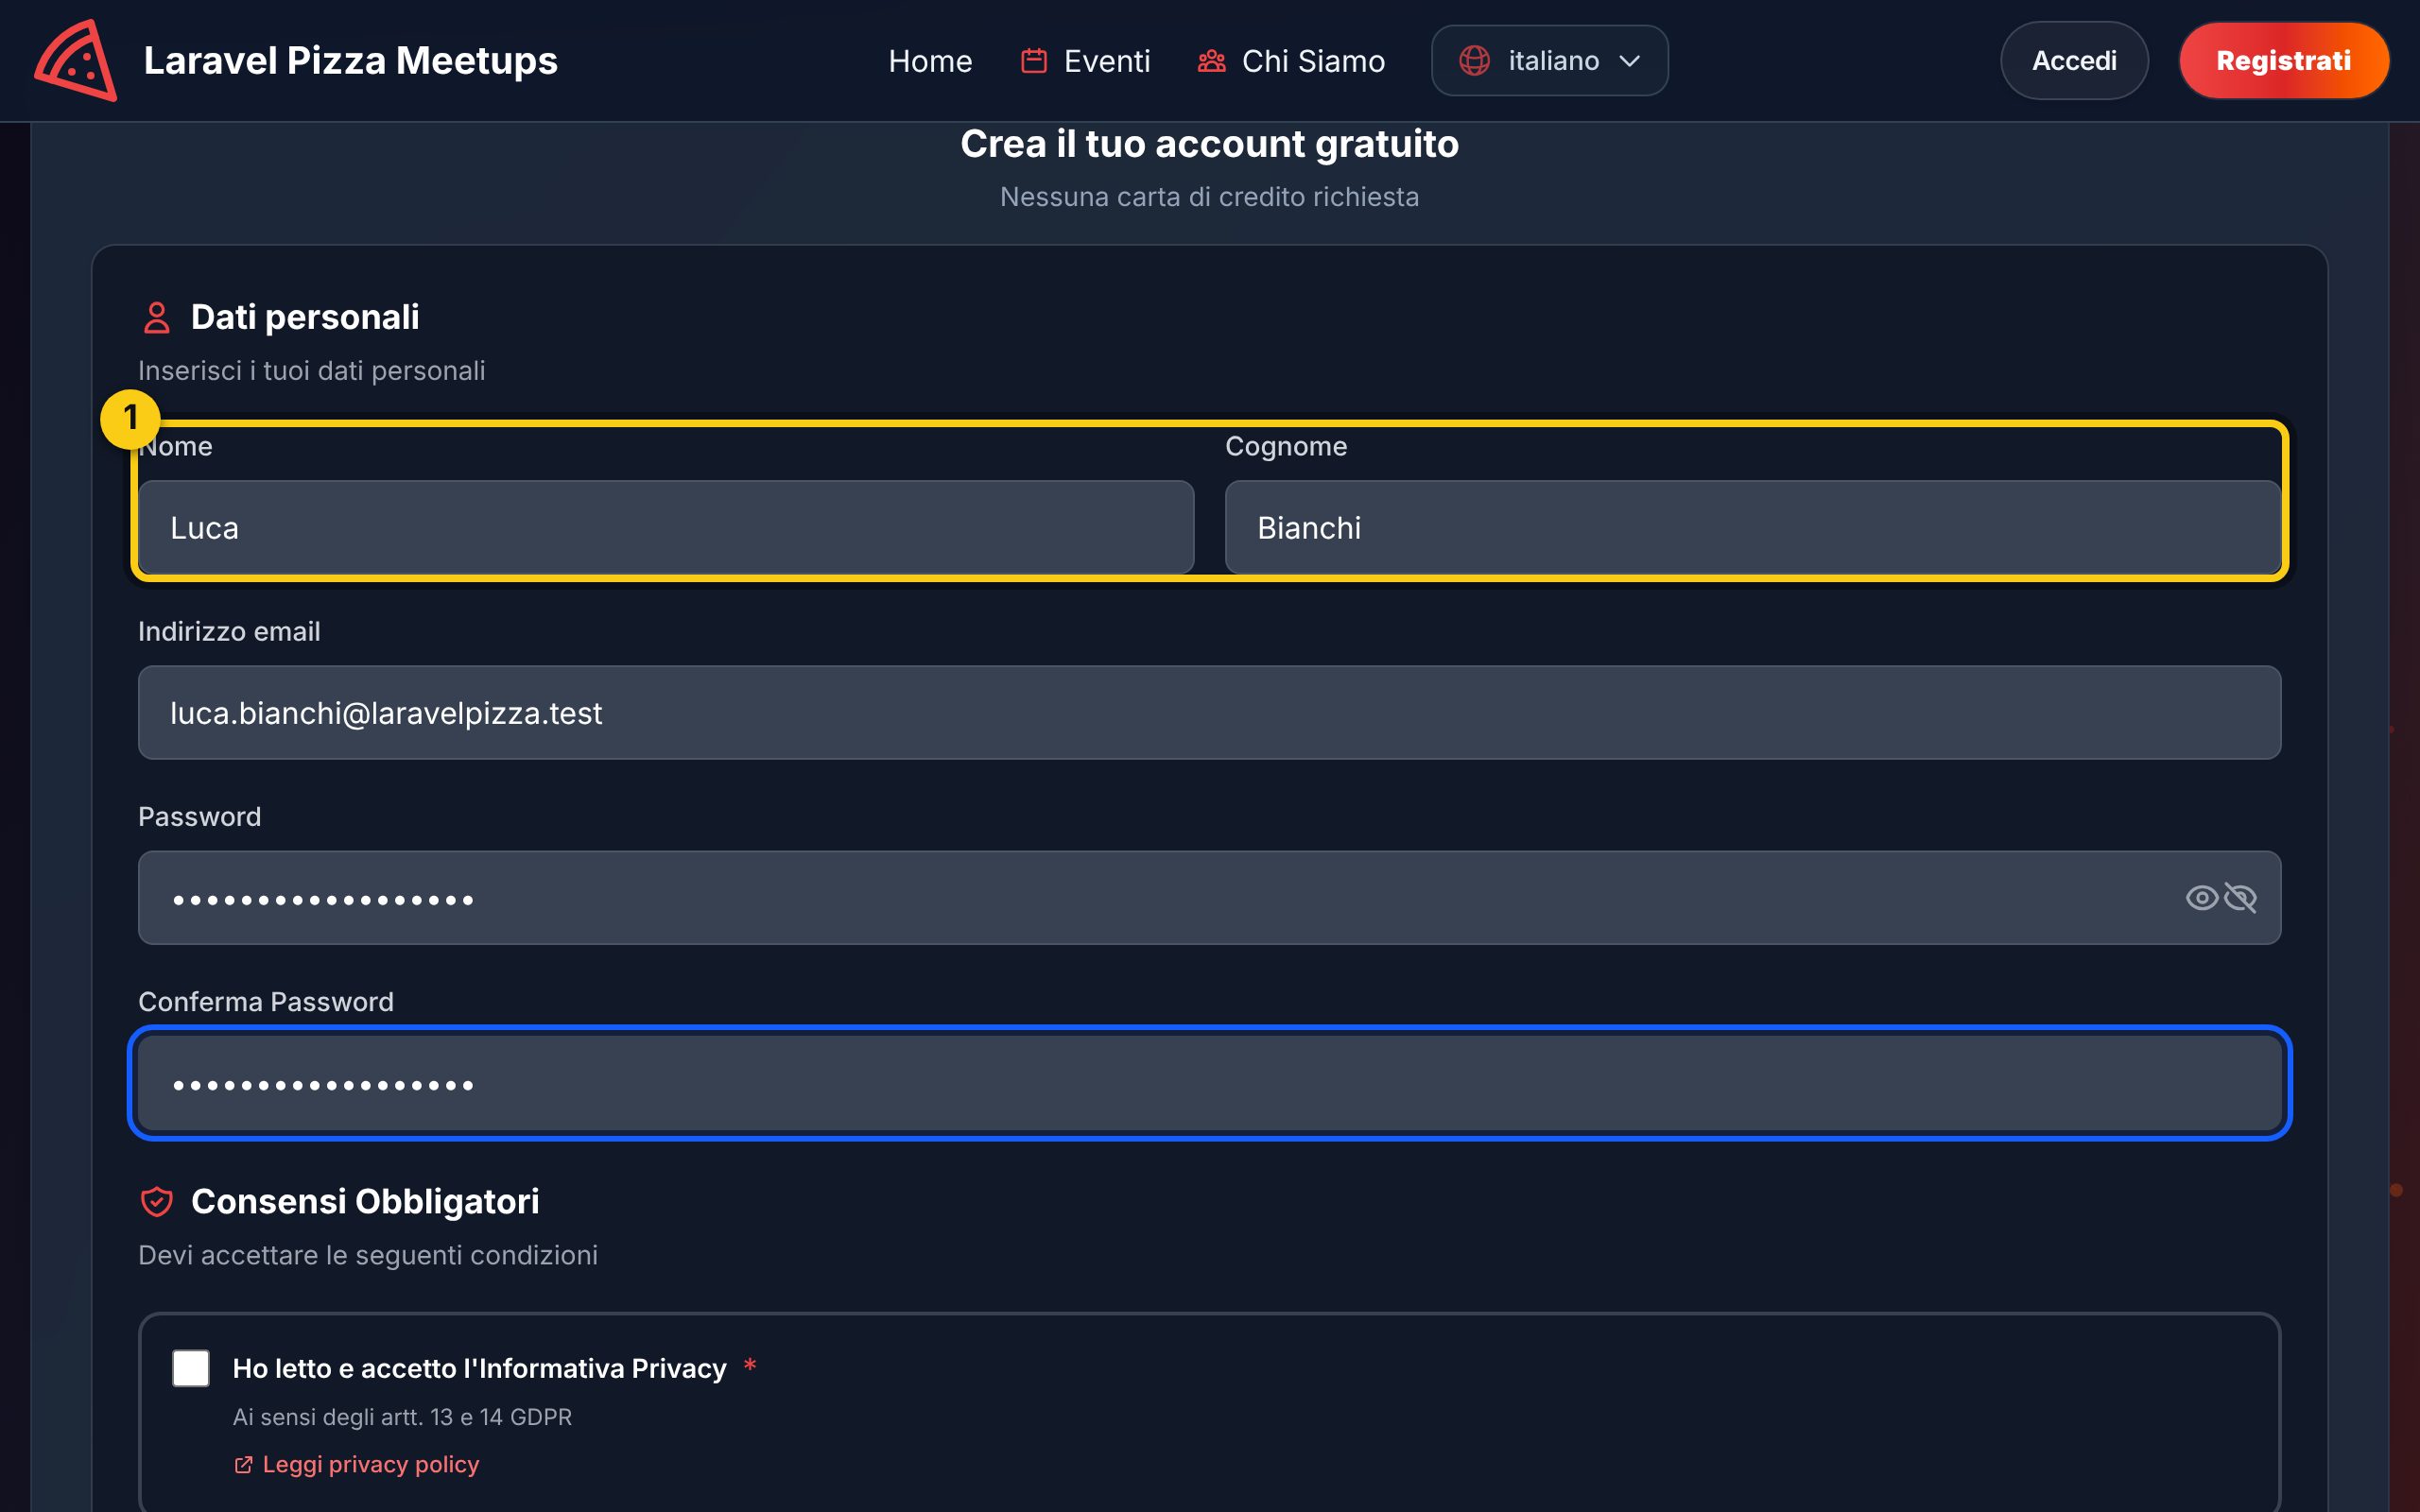 Laravel Pizza Meetups
Home
Eventi
Chi Siamo
italiano
Accedi
Registrati
Crea il tuo account gratuito
Nessuna carta di credito richiesta
Dati personali
Inserisci i tuoi dati personali
1
Nome
Cognome
Luca
Bianchi
Indirizzo email
luca.bianchi@laravelpizza.test
Password
••••••••••••••••••
Conferma Password
••••••••••••••••••
Consensi Obbligatori
Devi accettare le seguenti condizioni
Ho letto e accetto l'Informativa Privacy *
Ai sensi degli artt. 13 e 14 GDPR
Leggi privacy policy